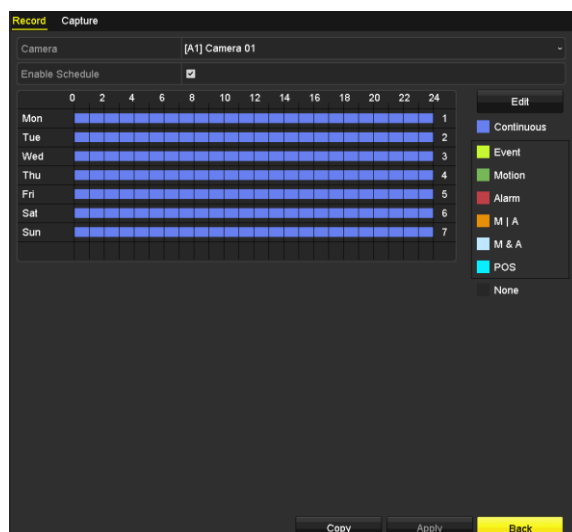 Record Capture
Camera [A1] Camera 01
Enable Schedule
0 2 4 6 8 10 12 14 16 18 20 22 24
Edit
Mon 1
Continuous
Tue 2
Event
Wed 3
Motion
Thu 4
Alarm
Fri 5
M | A
Sat 6
M & A
Sun 7
POS
None
Copy Apply Back